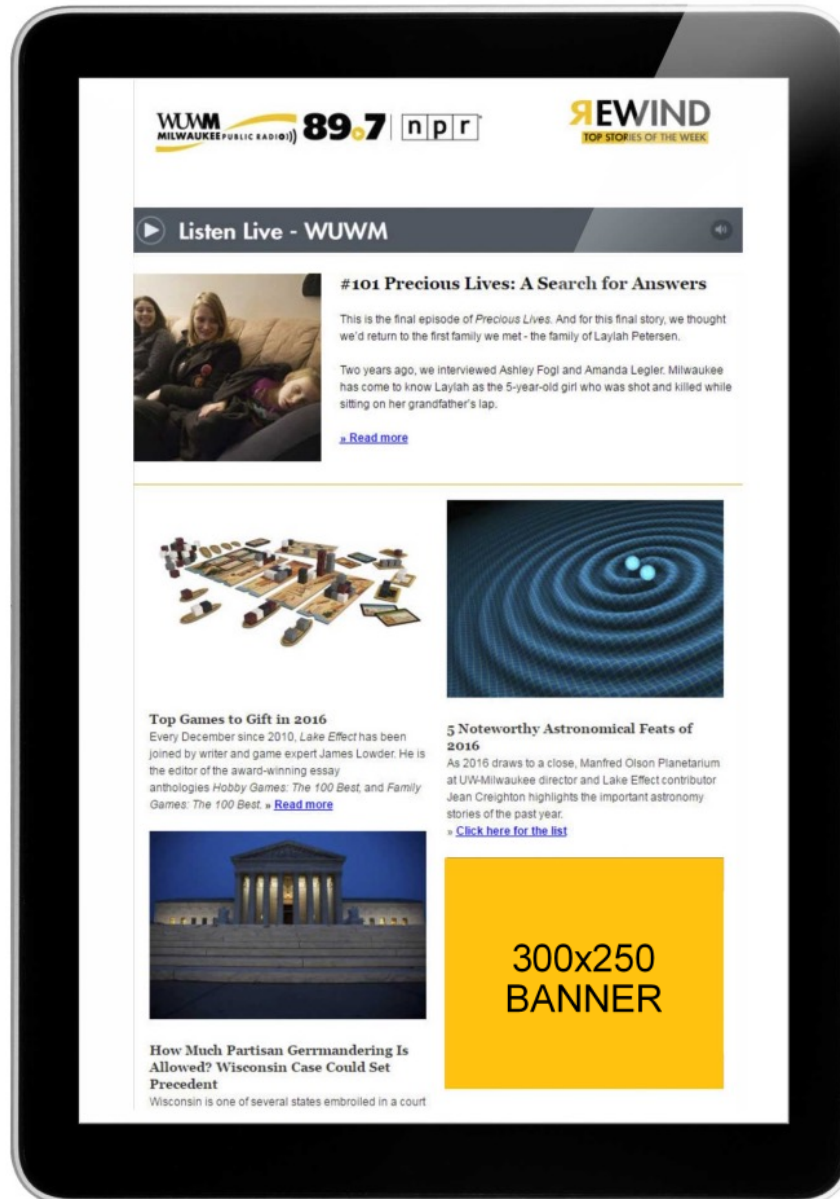 WUWM
MILWAUKEE PUBLIC RADIO
89.7 npr
REWIND
TOP STORIES OF THE WEEK
Listen Live - WUWM
#101 Precious Lives: A Search for Answers
This is the final episode of Precious Lives. And for this final story, we thought
we'd return to the first family we met - the family of Laylah Petersen.
Two years ago, we interviewed Ashley Fogl and Amanda Legler. Milwaukee
has come to know Laylah as the 5-year-old girl who was shot and killed while
sitting on her grandfather's lap.
» Read more
Top Games to Gift in 2016
Every December since 2010, Lake Effect has been
joined by writer and game expert James Lowder. He is
the editor of the award-winning essay
anthologies Hobby Games: The 100 Best, and Family
Games: The 100 Best. » Read more
5 Noteworthy Astronomical Feats of
2016
As 2016 draws to a close, Manfred Olson Planetarium
at UW-Milwaukee director and Lake Effect contributor
Jean Creighton highlights the important astronomy
stories of the past year.
» Click here for the list
How Much Partisan Gerrmandering Is
Allowed? Wisconsin Case Could Set
Precedent
Wisconsin is one of several states embroiled in a court
300x250
BANNER